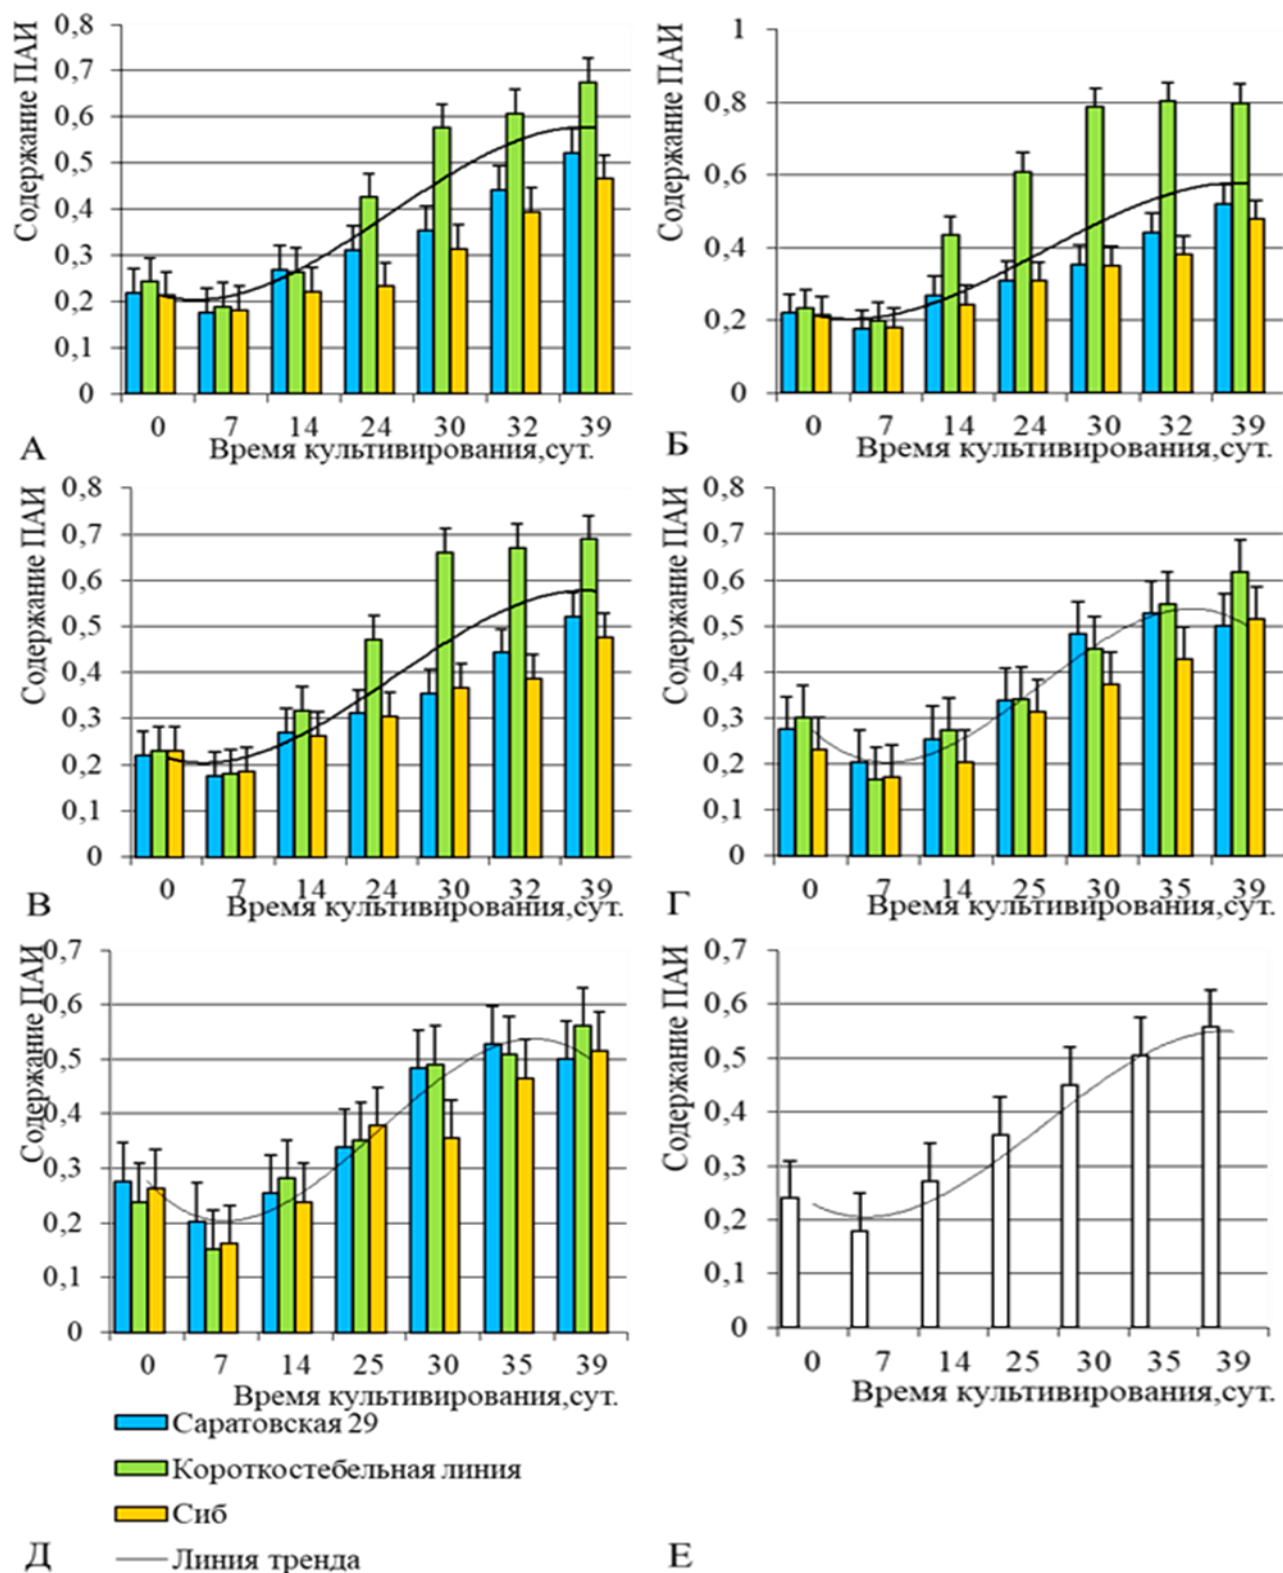 Содержание ПАИ
0,8
0,7
0,6
0,5
0,4
0,3
0,2
0,1
0
0 7 14 24 30 32 39
А Время культивирования,сут.
Содержание ПАИ
1
0,8
0,6
0,4
0,2
0
0 7 14 24 30 32 39
Б Время культивирования,сут.
Содержание ПАИ
0,8
0,7
0,6
0,5
0,4
0,3
0,2
0,1
0
0 7 14 24 30 32 39
В Время культивирования,сут.
Содержание ПАИ
0,8
0,7
0,6
0,5
0,4
0,3
0,2
0,1
0
0 7 14 25 30 35 39
Г Время культивирования,сут.
Содержание ПАИ
0,7
0,6
0,5
0,4
0,3
0,2
0,1
0
0 7 14 25 30 35 39
Время культивирования,сут.
Содержание ПАИ
0,7
0,6
0,5
0,4
0,3
0,2
0,1
0
0 7 14 25 30 35 39
Время культивирования,сут.
Саратовская 29
Короткостебельная линия
Сиб
Д Линия тренда
Е